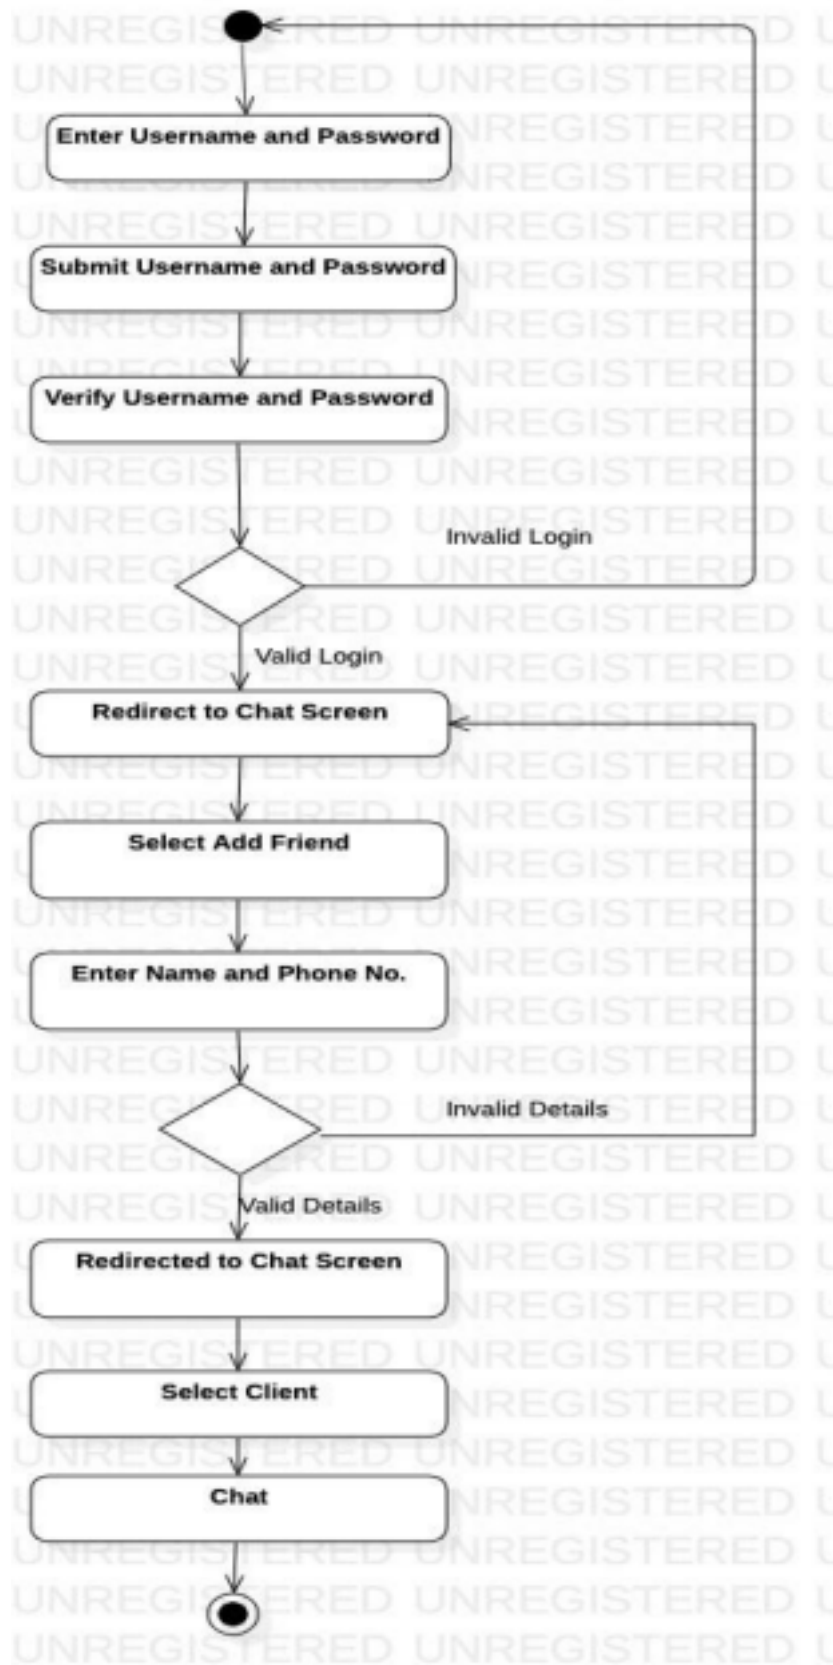 Enter Username and Password
Submit Username and Password
Verify Username and Password
Invalid Login
Valid Login
Redirect to Chat Screen
Select Add Friend
Enter Name and Phone No.
Invalid Details
Valid Details
Redirected to Chat Screen
Select Client
Chat
UNREGISTERED